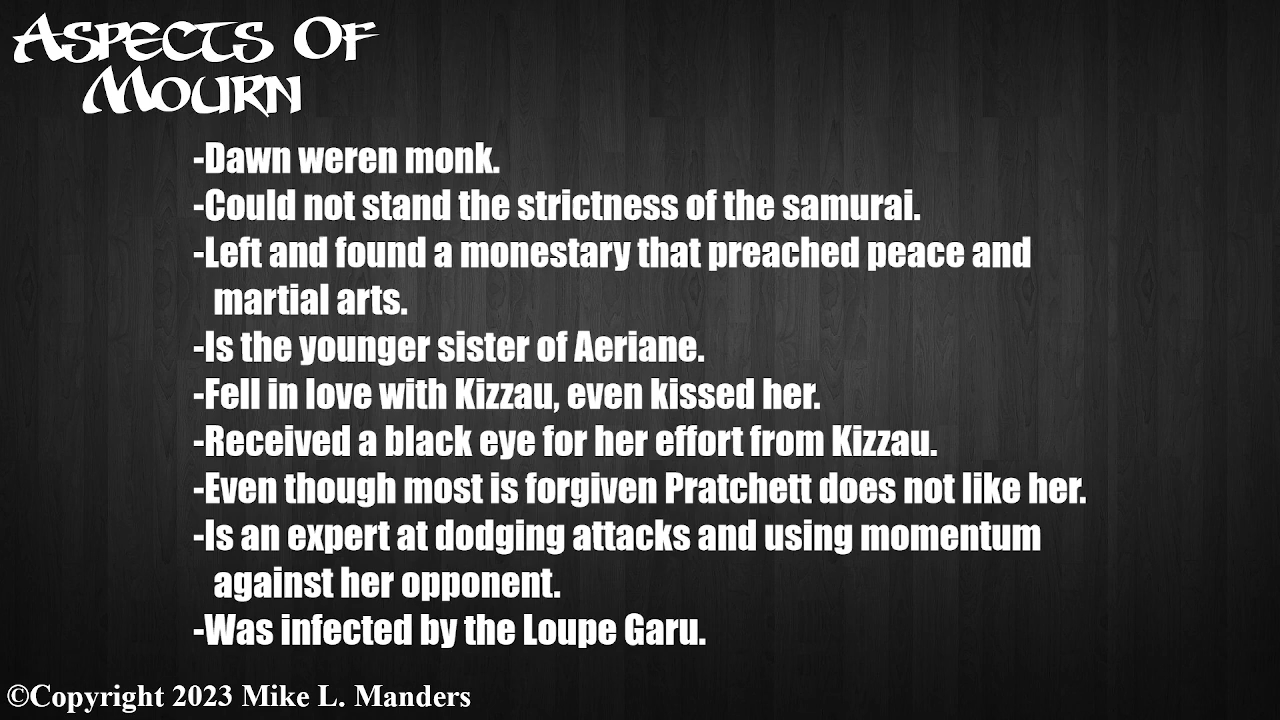 Aspects Of
Mourn
-Dawn weren monk.
-Could not stand the strictness of the samurai.
-Left and found a monestary that preached peace and
martial arts.
-Is the younger sister of Aeriane.
-Fell in love with Kizzau, even kissed her.
-Received a black eye for her effort from Kizzau.
-Even though most is forgiven Pratchett does not like her.
-Is an expert at dodging attacks and using momentum
against her opponent.
-Was infected by the Loupe Garu.
©Copyright 2023 Mike L. Manders